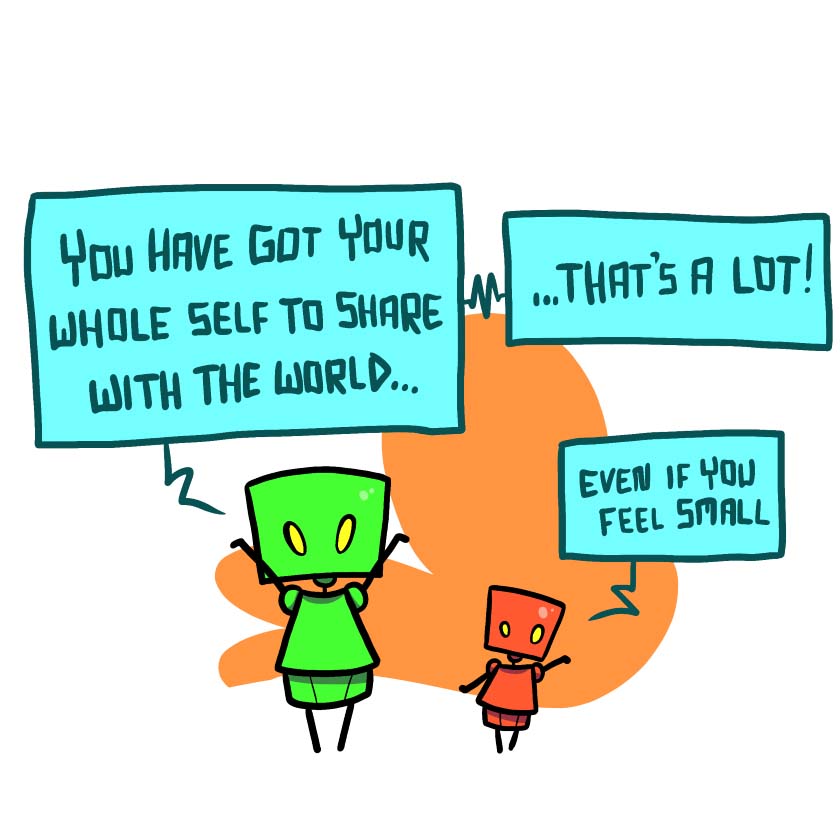 YOU HAVE GOT YOUR
WHOLE SELF TO SHARE
WITH THE WORLD...
...THAT'S A LOT!
EVEN IF YOU
FEEL SMALL